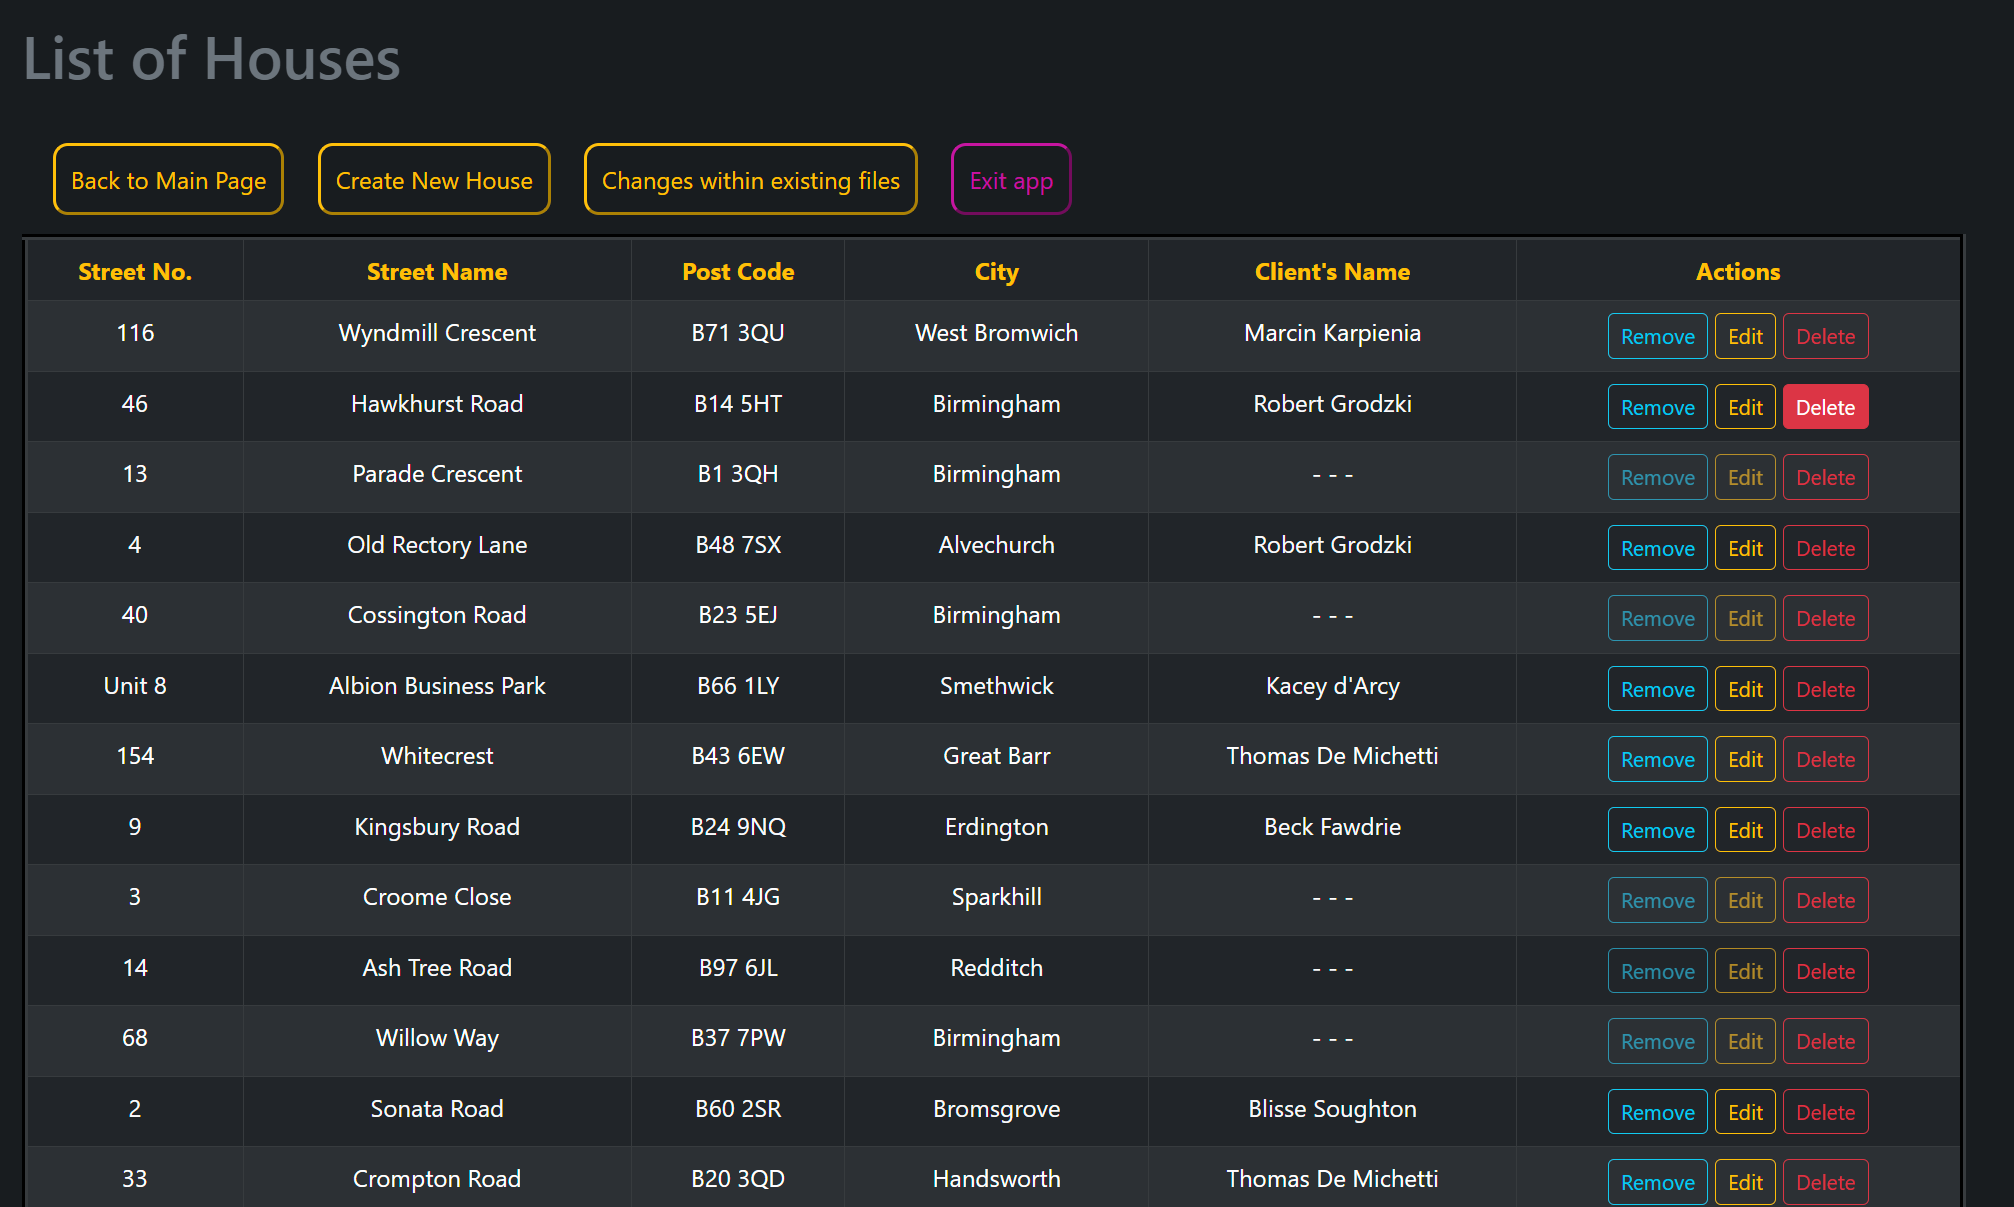 List of Houses
Back to Main Page Create New House Changes within existing files Exit app
Street No. Street Name Post Code City Client's Name Actions
116 Wyndmill Crescent B71 3QU West Bromwich Marcin Karpienia Remove Edit Delete
46 Hawkhurst Road B14 5HT Birmingham Robert Grodzki Remove Edit Delete
13 Parade Crescent B1 3QH Birmingham - - - Remove Edit Delete
4 Old Rectory Lane B48 7SX Alvechurch Robert Grodzki Remove Edit Delete
40 Cossington Road B23 5EJ Birmingham - - - Remove Edit Delete
Unit 8 Albion Business Park B66 1LY Smethwick Kacey d'Arcy Remove Edit Delete
154 Whitecrest B43 6EW Great Barr Thomas De Michetti Remove Edit Delete
9 Kingsbury Road B24 9NQ Erdington Beck Fawdrie Remove Edit Delete
3 Croome Close B11 4JG Sparkhill - - - Remove Edit Delete
14 Ash Tree Road B97 6JL Redditch - - - Remove Edit Delete
68 Willow Way B37 7PW Birmingham - - - Remove Edit Delete
2 Sonata Road B60 2SR Bromsgrove Blisse Soughton Remove Edit Delete
33 Crompton Road B20 3QD Handsworth Thomas De Michetti Remove Edit Delete